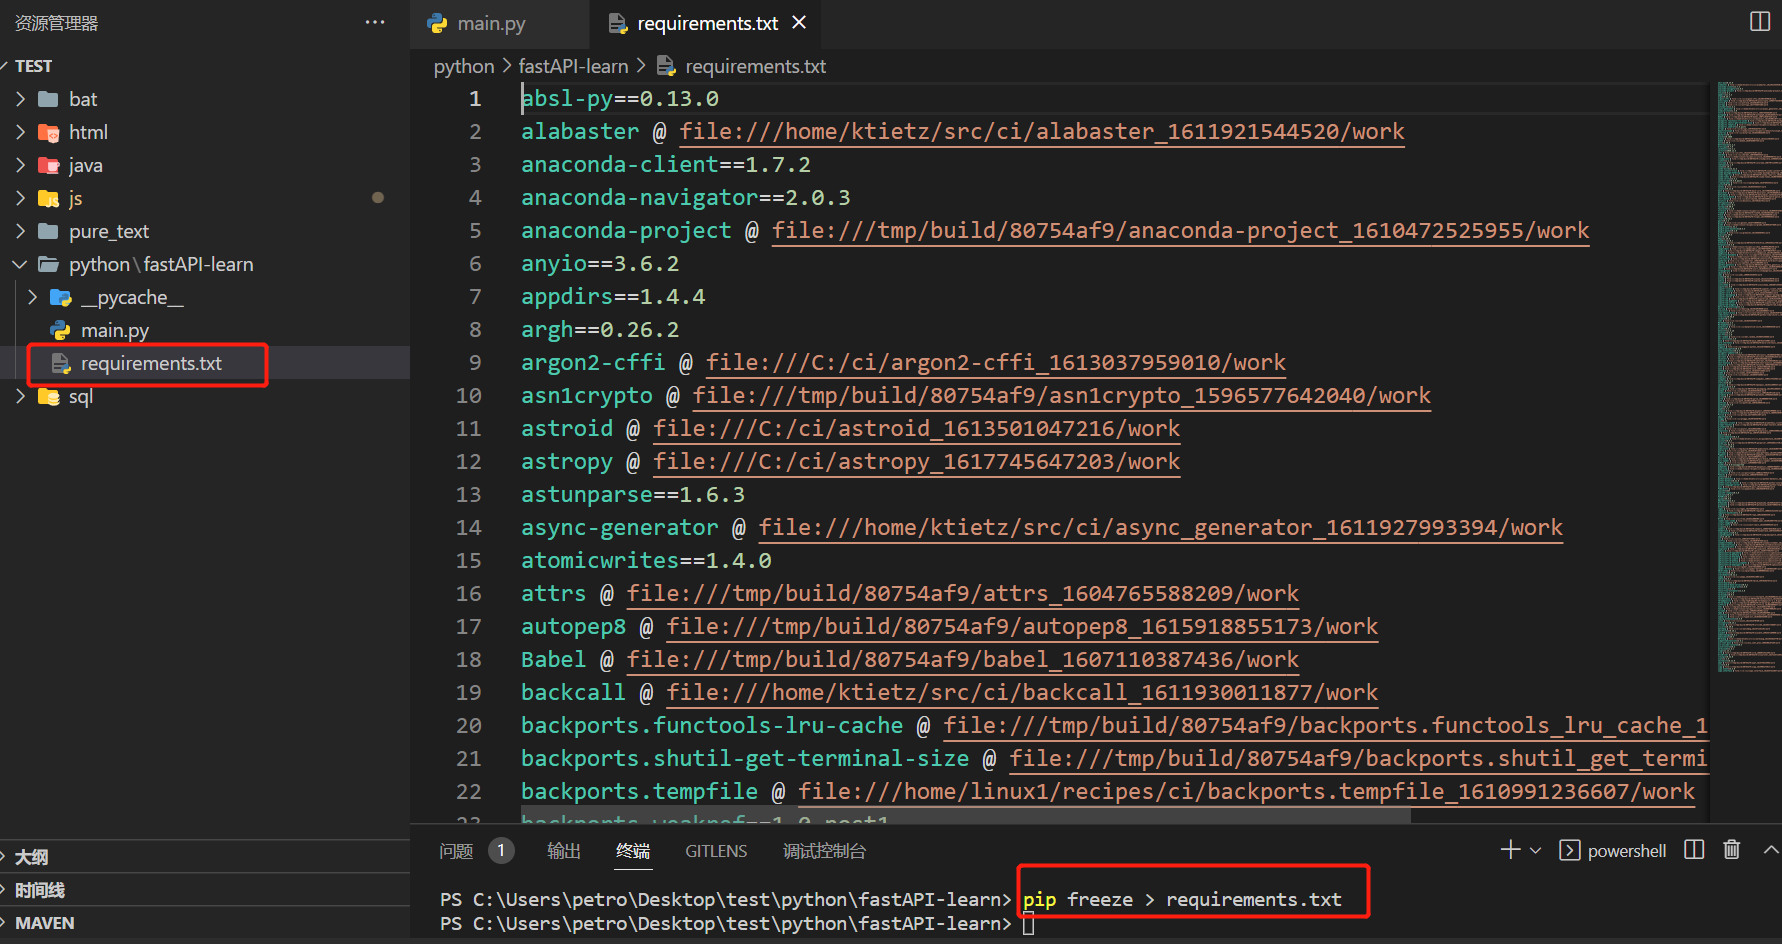 资源管理器 ···
main.py
requirements.txt
TEST
python > fastAPI-learn > requirements.txt
bat
html
java
js
pure_text
python\fastAPI-learn
__pycache__
main.py
requirements.txt
sql
1 absl-py==0.13.0
2 alabaster @ file:///home/ktietz/src/ci/alabaster_1611921544520/work
3 anaconda-client==1.7.2
4 anaconda-navigator==2.0.3
5 anaconda-project @ file:///tmp/build/80754af9/anaconda-project_1610472525955/work
6 anyio==3.6.2
7 appdirs==1.4.4
8 argh==0.26.2
9 argon2-cffi @ file:///C:/ci/argon2-cffi_1613037959010/work
10 asn1crypto @ file:///tmp/build/80754af9/asn1crypto_1596577642040/work
11 astroid @ file:///C:/ci/astroid_1613501047216/work
12 astropy @ file:///C:/ci/astropy_1617745647203/work
13 astunparse==1.6.3
14 async-generator @ file:///home/ktietz/src/ci/async_generator_1611927993394/work
15 atomicwrites==1.4.0
16 attrs @ file:///tmp/build/80754af9/attrs_1604765588209/work
17 autopep8 @ file:///tmp/build/80754af9/autopep8_1615918855173/work
18 Babel @ file:///tmp/build/80754af9/babel_1607110387436/work
19 backcall @ file:///home/ktietz/src/ci/backcall_1611930011877/work
20 backports.functools-lru-cache @ file:///tmp/build/80754af9/backports.functools_lru_cache_1
21 backports.shutil-get-terminal-size @ file:///tmp/build/80754af9/backports.shutil_get_termi
22 backports.tempfile @ file:///home/linux1/recipes/ci/backports.tempfile_1610991236607/work
23 backports.weakref==1.0.post1
大纲
时间线
MAVEN
问题 1 输出 终端 GITLENS 调试控制台 powershell
PS C:\Users\petro\Desktop\test\python\fastAPI-learn> pip freeze > requirements.txt
PS C:\Users\petro\Desktop\test\python\fastAPI-learn>